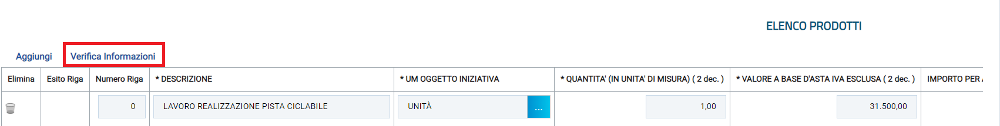 ELENCO PRODOTTI
Aggiungi Verifica Informazioni
Elimina Esito Riga Numero Riga * DESCRIZIONE * UM OGGETTO INIZIATIVA * QUANTITA' (IN UNITA' DI MISURA) ( 2 dec. ) * VALORE A BASE D'ASTA IVA ESCLUSA ( 2 dec. ) IMPORTO PER
0 LAVORO REALIZZAZIONE PISTA CICLABILE UNITÀ ... 1,00 31.500,00